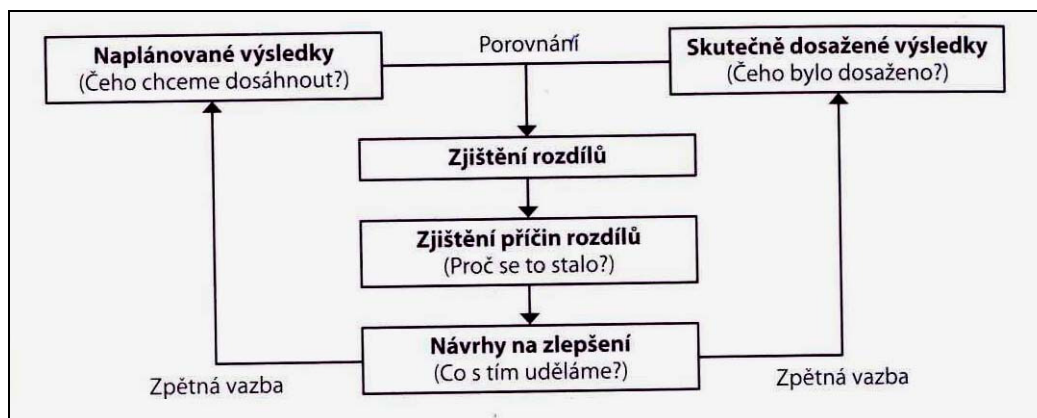 Naplánované výsledky
(Čeho chceme dosáhnout?)
Porovnání
Skutečně dosažené výsledky
(Čeho bylo dosaženo?)
Zjištění rozdílů
Zjištění příčin rozdílů
(Proč se to stalo?)
Návrhy na zlepšení
(Co s tím uděláme?)
Zpětná vazba
Zpětná vazba